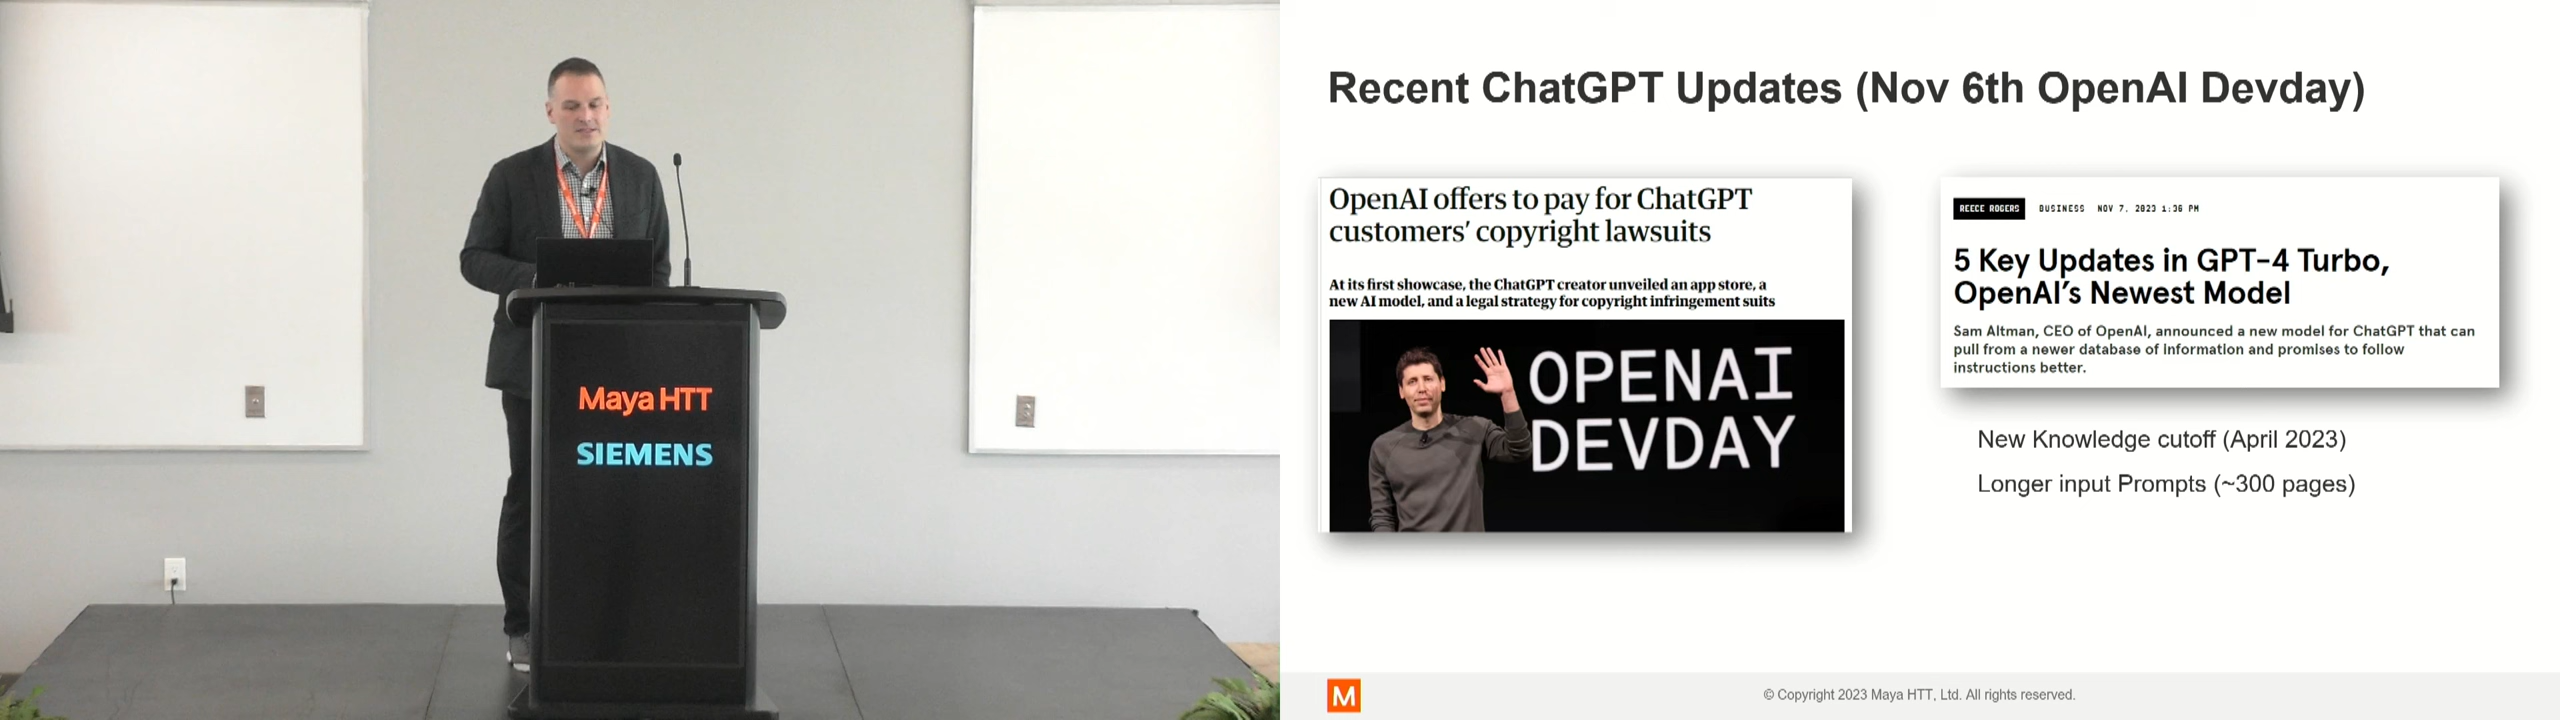 Maya HTT
SIEMENS
Recent ChatGPT Updates (Nov 6th OpenAI Devday)
OpenAI offers to pay for ChatGPT
customers' copyright lawsuits
At its first showcase, the ChatGPT creator unveiled an app store, a
new AI model, and a legal strategy for copyright infringement suits
OPENAI
DEVDAY
REECE ROGERS BUSINESS NOV 7, 2023 1:36 PM
5 Key Updates in GPT-4 Turbo,
OpenAI's Newest Model
Sam Altman, CEO of OpenAI, announced a new model for ChatGPT that can
pull from a newer database of information and promises to follow
instructions better.
New Knowledge cutoff (April 2023)
Longer input Prompts (~300 pages)
M
© Copyright 2023 Maya HTT, Ltd. All rights reserved.